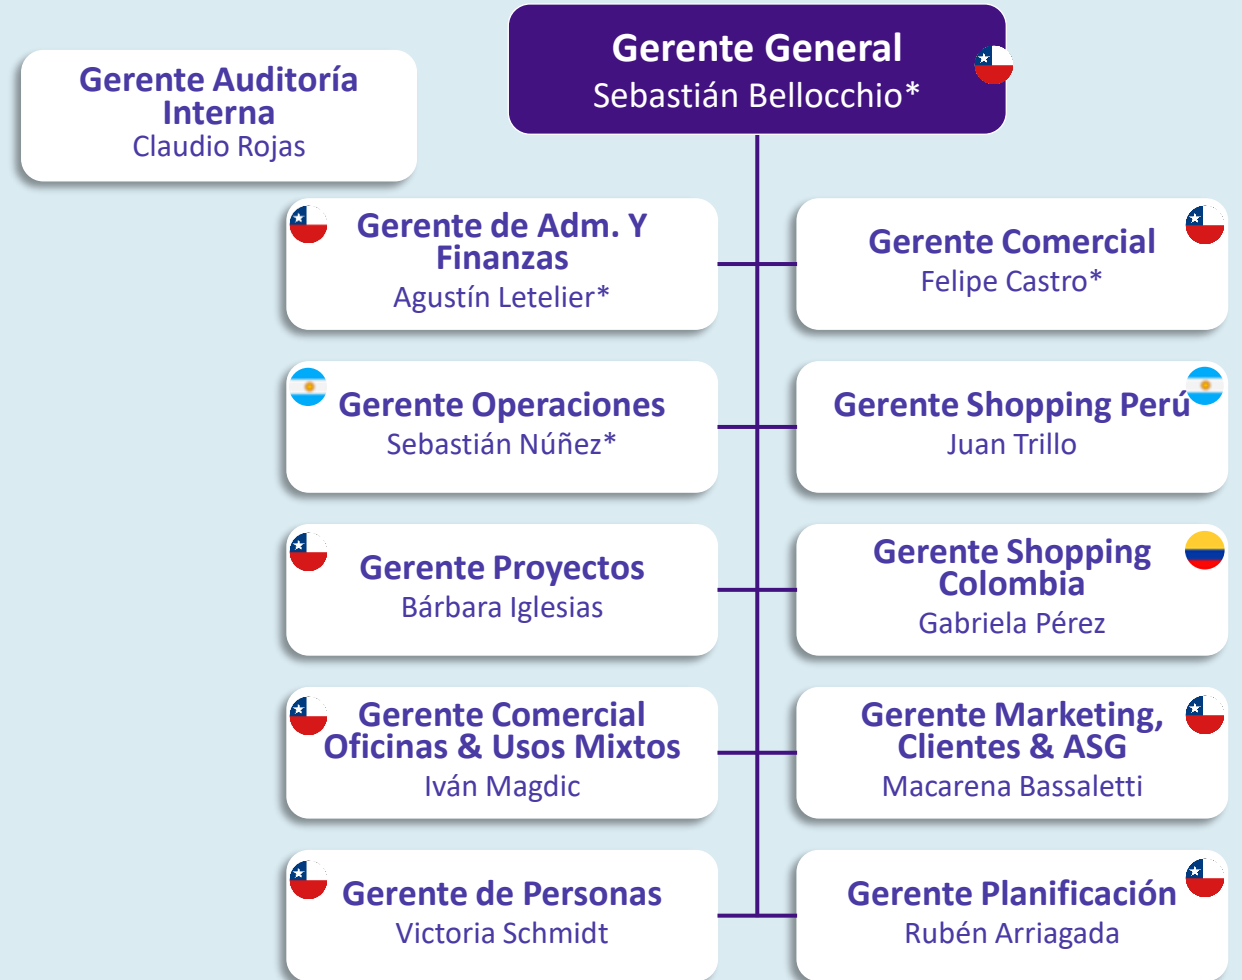 Gerente General
Sebastián Bellocchio*
Gerente Auditoría
Interna
Claudio Rojas
Gerente de Adm. Y
Finanzas
Agustín Letelier*
Gerente Comercial
Felipe Castro*
Gerente Operaciones
Sebastián Núñez*
Gerente Shopping Perú
Juan Trillo
Gerente Proyectos
Bárbara Iglesias
Gerente Shopping
Colombia
Gabriela Pérez
Gerente Comercial
Oficinas & Usos Mixtos
Iván Magdic
Gerente Marketing,
Clientes & ASG
Macarena Bassaletti
Gerente de Personas
Victoria Schmidt
Gerente Planificación
Rubén Arriagada